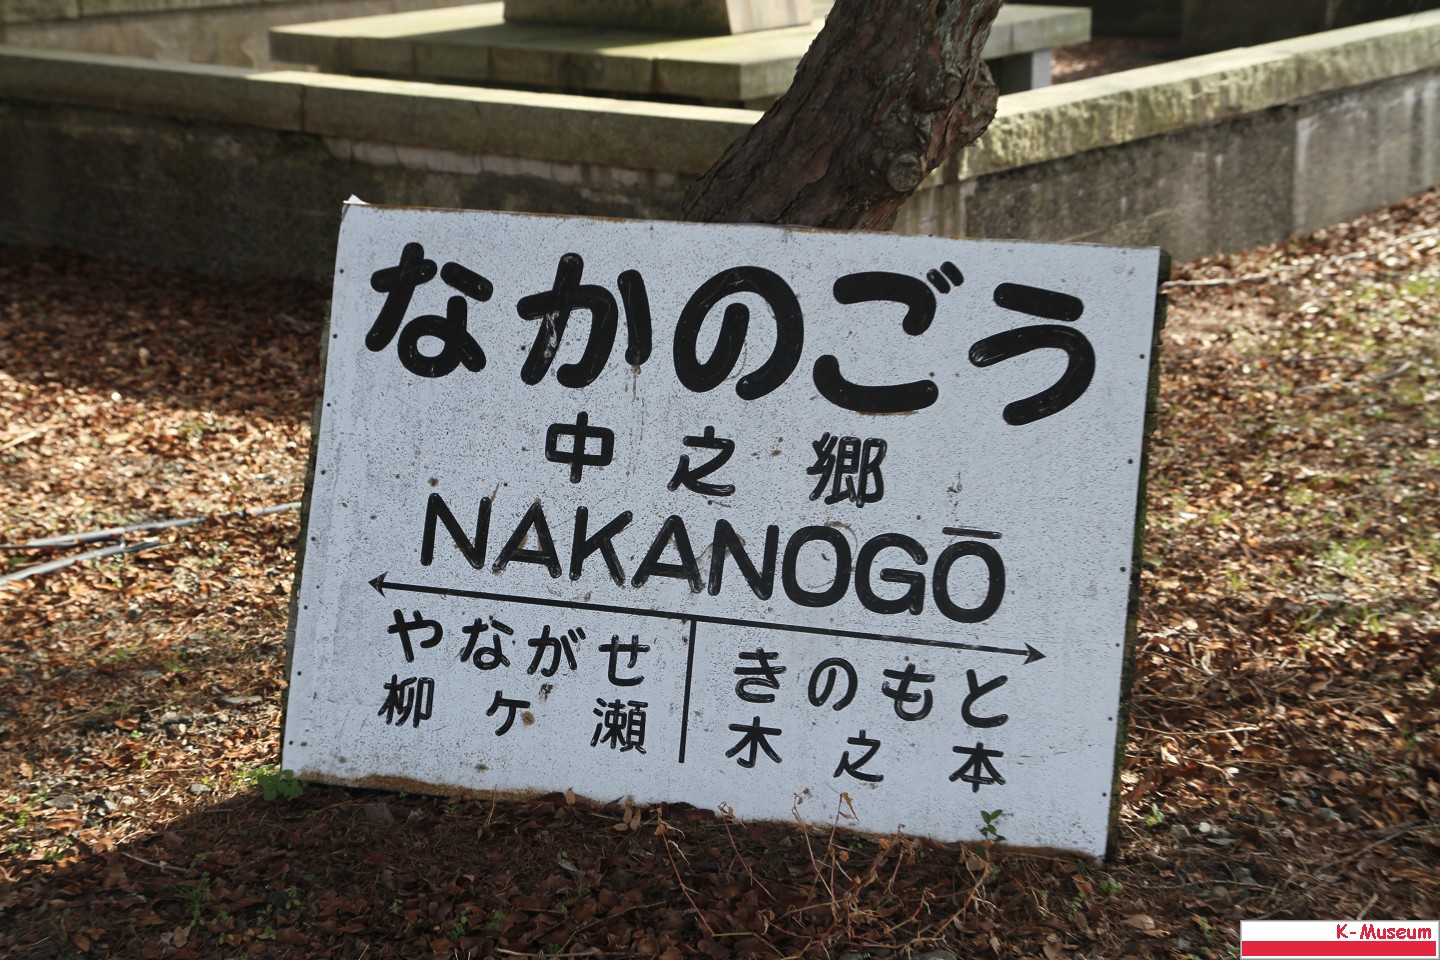 なかのごう
中之郷
NAKANOGŌ
やながせ きのもと
柳ヶ瀬 木之本
K-Museum